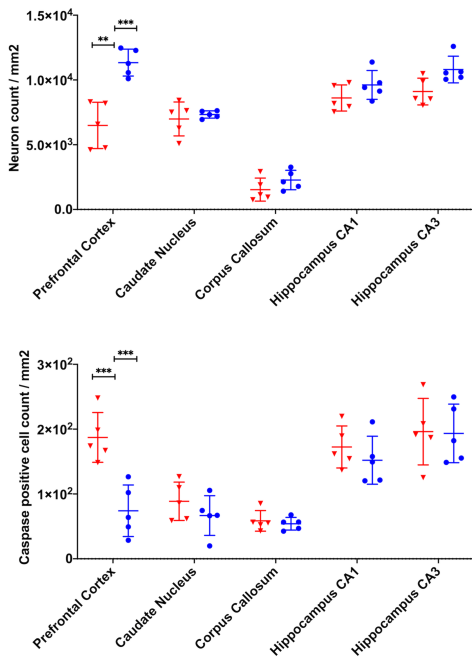 1.5×10⁴
***
**
1.0×10⁴
5.0×10³
0.0
Neuron count / mm2
Prefrontal Cortex
Caudate Nucleus
Corpus Callosum
Hippocampus CA1
Hippocampus CA3
3×10²
***
***
2×10²
1×10²
0
Caspase positive cell count / mm2
Prefrontal Cortex
Caudate Nucleus
Corpus Callosum
Hippocampus CA1
Hippocampus CA3